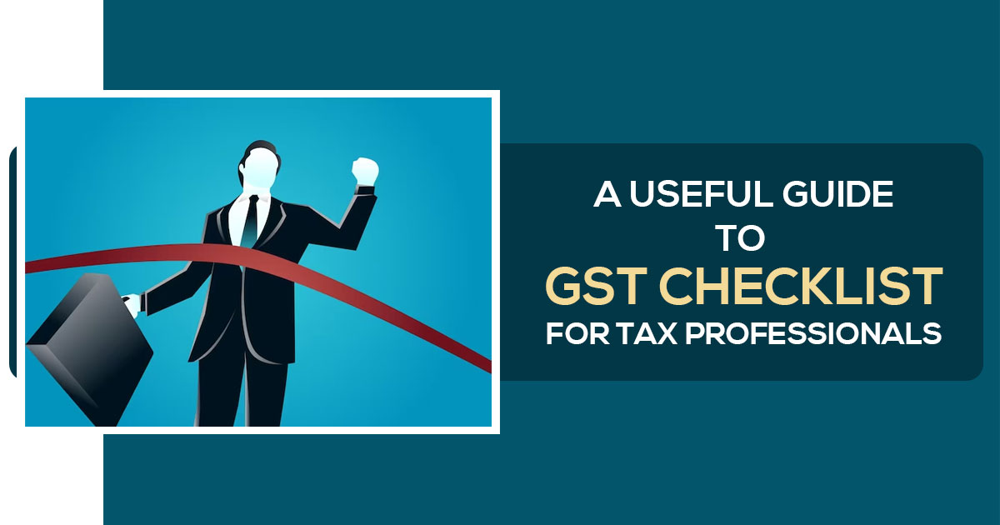 A USEFUL GUIDE
TO
GST CHECKLIST
FOR TAX PROFESSIONALS